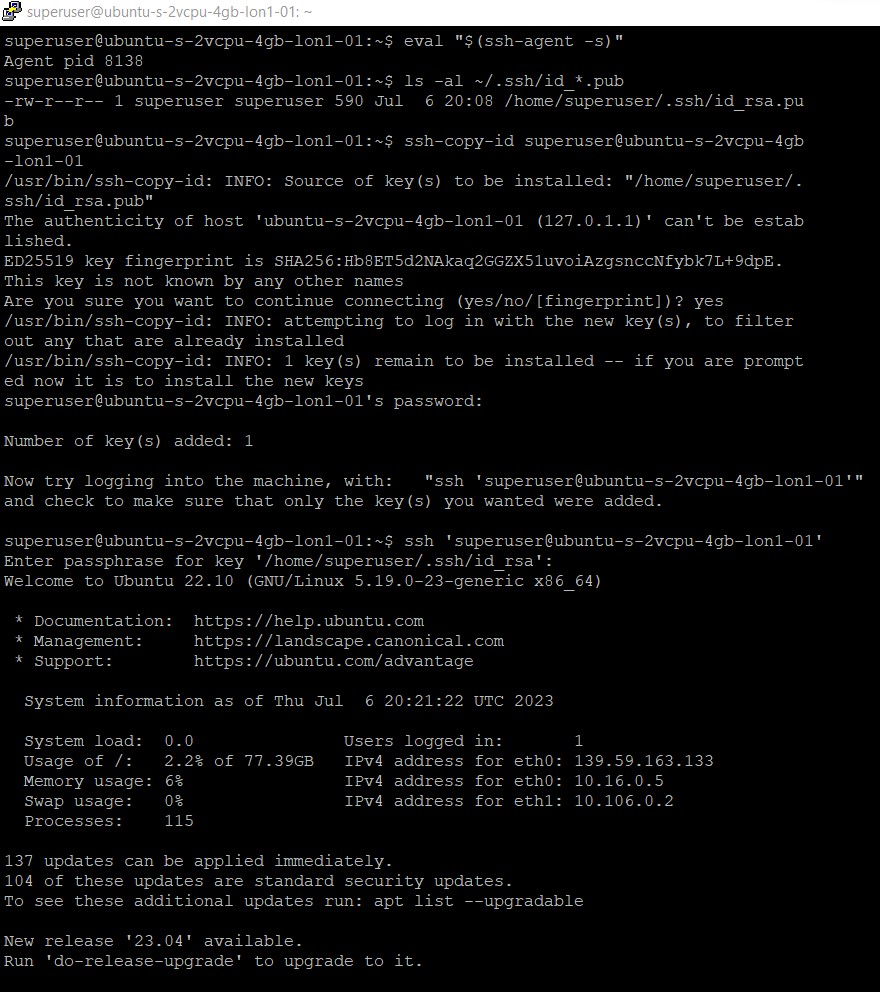 superuser@ubuntu-s-2vcpu-4gb-lon1-01: ~
superuser@ubuntu-s-2vcpu-4gb-lon1-01:~$ eval "$(ssh-agent -s)"
Agent pid 8138
superuser@ubuntu-s-2vcpu-4gb-lon1-01:~$ ls -al ~/.ssh/id_*.pub
-rw-r--r-- 1 superuser superuser 590 Jul  6 20:08 /home/superuser/.ssh/id_rsa.pu
b
superuser@ubuntu-s-2vcpu-4gb-lon1-01:~$ ssh-copy-id superuser@ubuntu-s-2vcpu-4gb
-lon1-01
/usr/bin/ssh-copy-id: INFO: Source of key(s) to be installed: "/home/superuser/.
ssh/id_rsa.pub"
The authenticity of host 'ubuntu-s-2vcpu-4gb-lon1-01 (127.0.1.1)' can't be estab
lished.
ED25519 key fingerprint is SHA256:Hb8ET5d2NAkaq2GGZX51uvoiAzgsnccNfybk7L+9dpE.
This key is not known by any other names
Are you sure you want to continue connecting (yes/no/[fingerprint])? yes
/usr/bin/ssh-copy-id: INFO: attempting to log in with the new key(s), to filter
out any that are already installed
/usr/bin/ssh-copy-id: INFO: 1 key(s) remain to be installed -- if you are prompt
ed now it is to install the new keys
superuser@ubuntu-s-2vcpu-4gb-lon1-01's password:
Number of key(s) added: 1
Now try logging into the machine, with:   "ssh 'superuser@ubuntu-s-2vcpu-4gb-lon1-01'"
and check to make sure that only the key(s) you wanted were added.
superuser@ubuntu-s-2vcpu-4gb-lon1-01:~$ ssh 'superuser@ubuntu-s-2vcpu-4gb-lon1-01'
Enter passphrase for key '/home/superuser/.ssh/id_rsa':
Welcome to Ubuntu 22.10 (GNU/Linux 5.19.0-23-generic x86_64)
 * Documentation:  https://help.ubuntu.com
 * Management:     https://landscape.canonical.com
 * Support:        https://ubuntu.com/advantage
  System information as of Thu Jul  6 20:21:22 UTC 2023
  System load:  0.0               Users logged in:       1
  Usage of /:   2.2% of 77.39GB   IPv4 address for eth0: 139.59.163.133
  Memory usage: 6%                IPv4 address for eth0: 10.16.0.5
  Swap usage:   0%                IPv4 address for eth1: 10.106.0.2
  Processes:    115
137 updates can be applied immediately.
104 of these updates are standard security updates.
To see these additional updates run: apt list --upgradable
New release '23.04' available.
Run 'do-release-upgrade' to upgrade to it.